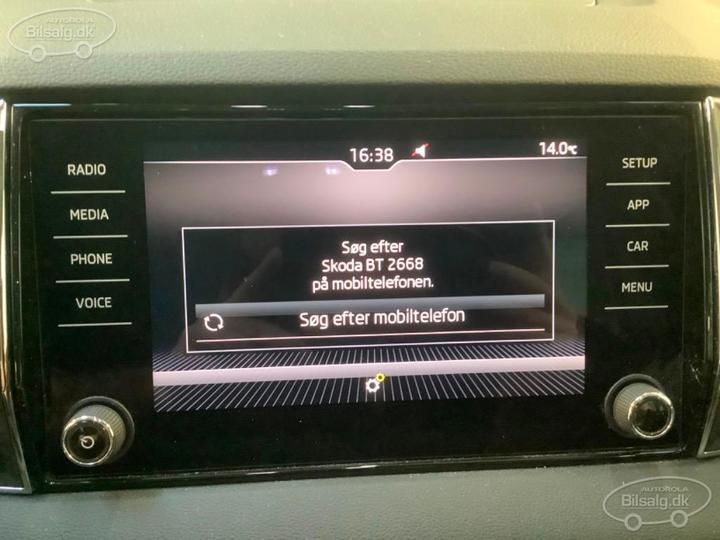 AUTOROLA
Bilsalg.dk
16:38
14.0°C
RADIO
MEDIA
PHONE
VOICE
SETUP
APP
CAR
MENU
Søg efter
Skoda BT 2668
på mobiltelefonen.
Søg efter mobiltelefon
AUTOROLA
Bilsalg.dk